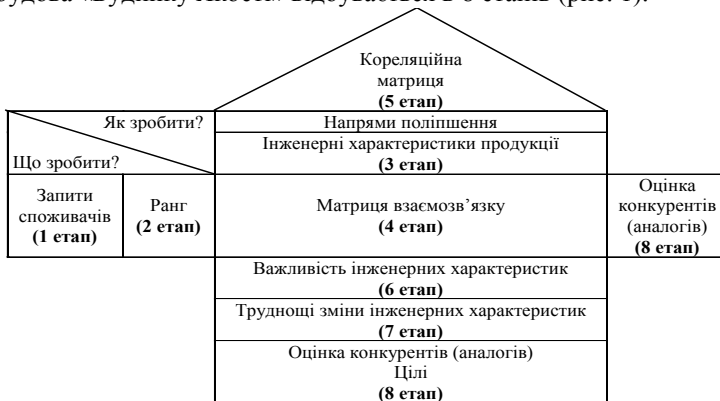 «Будинку якості» відбувається в 8 етапів (рис. 1).
Кореляційна
матриця
(5 етап)
Як зробити?
Що зробити?
Напрями поліпшення
Інженерні характеристики продукції
(3 етап)
Запити
споживачів
(1 етап)
Ранг
(2 етап)
Матриця взаємозв’язку
(4 етап)
Оцінка
конкурентів
(аналогів)
(8 етап)
Важливість інженерних характеристик
(6 етап)
Труднощі зміни інженерних характеристик
(7 етап)
Оцінка конкурентів (аналогів)
Цілі
(8 етап)